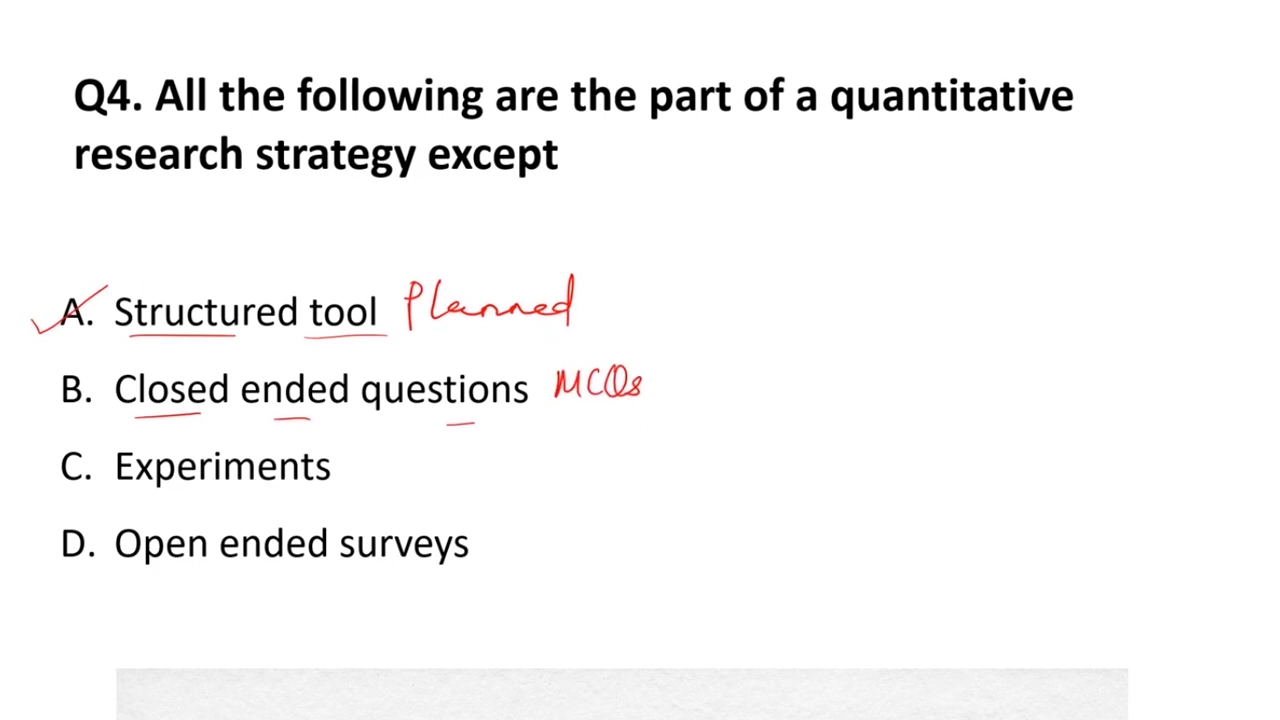 Q4. All the following are the part of a quantitative
research strategy except
A. Structured tool Planned
B. Closed ended questions MCQs
C. Experiments
D. Open ended surveys